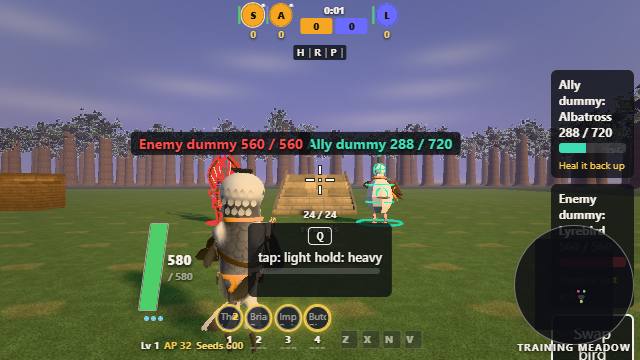 S A 0:01 L
0 0 0 0 0
H | R | P |
Enemy dummy 560 / 560
Ally dummy 288 / 720
24 / 24
Q
tap: light hold: heavy
580
/ 580
1 2 3 4
Z X N V
Lv 1 AP 32 Seeds 600
Ally
dummy:
Albatross
288 / 720
Heal it back up
Enemy
dummy:
Lyrebird
Swap
bird
TRAINING MEADOW